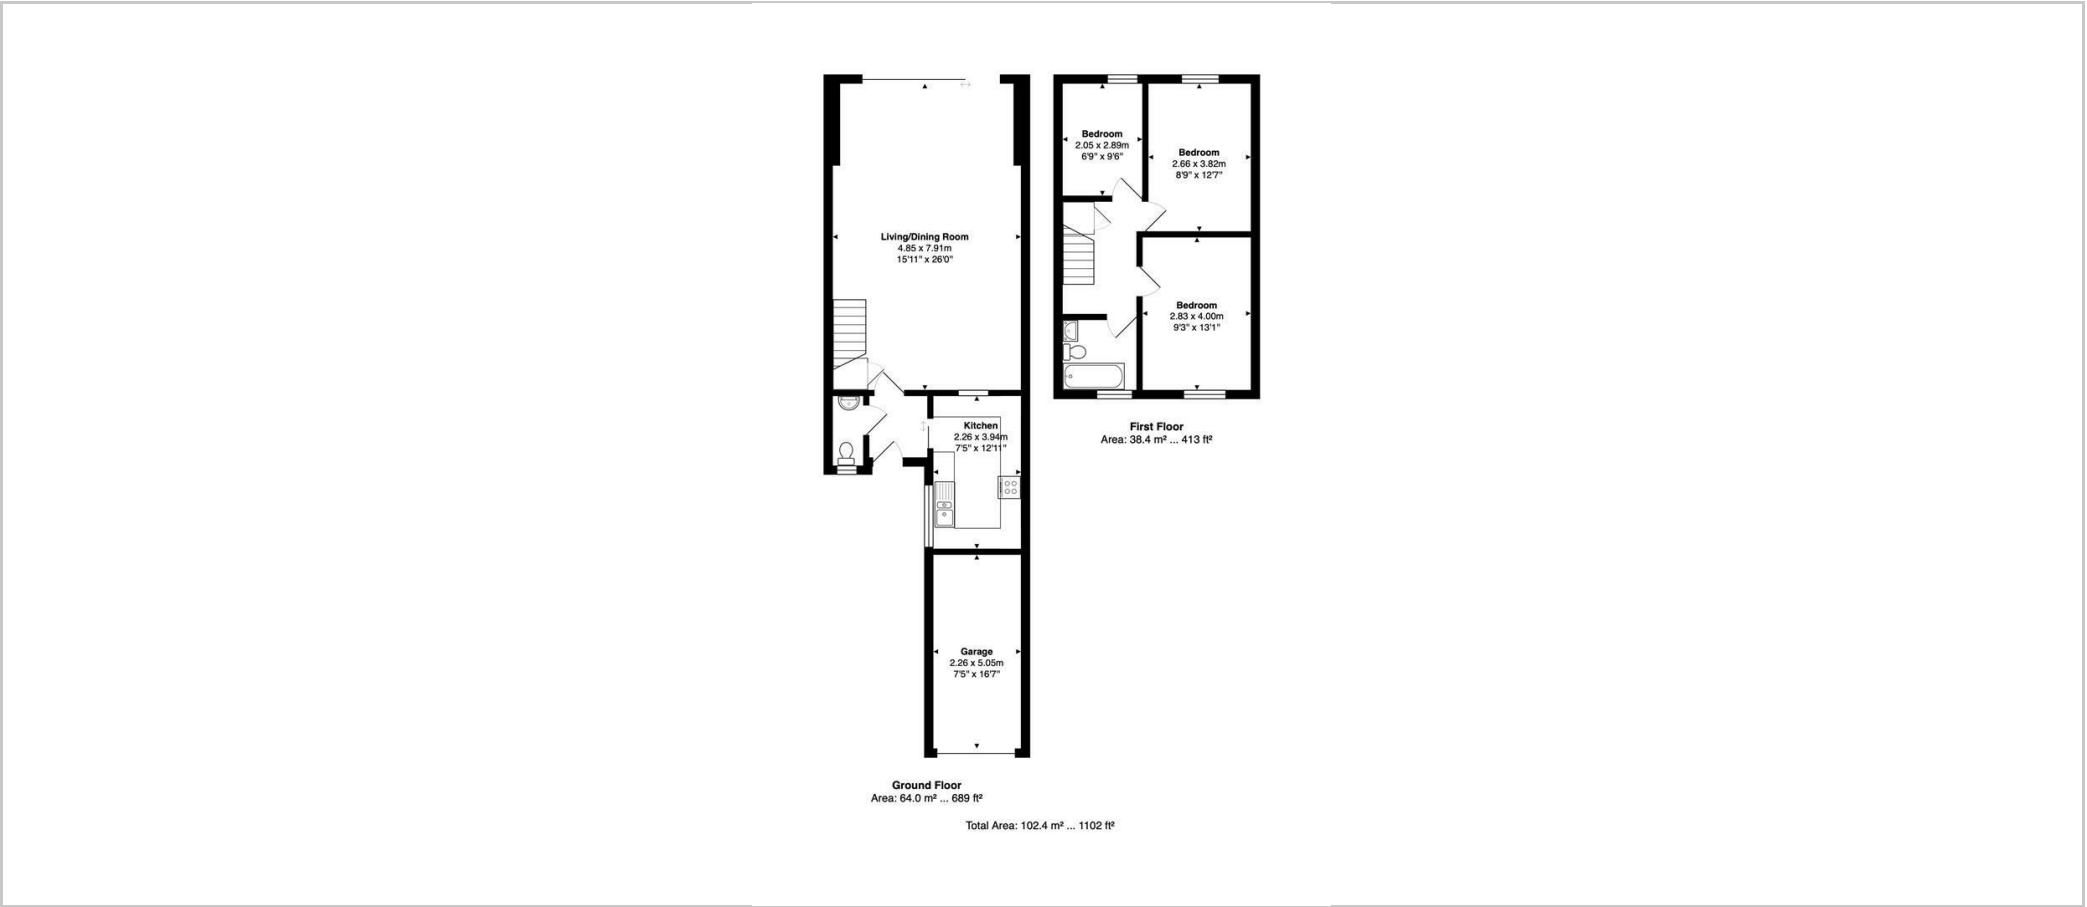 Living/Dining Room
4.85 x 7.91m
15'11" x 26'0"
Kitchen
2.26 x 3.94m
7'5" x 12'11"
Garage
2.26 x 5.05m
7'5" x 16'7"
Ground Floor
Area: 64.0 m² ... 689 ft²
Bedroom
2.05 x 2.89m
6'9" x 9'6"
Bedroom
2.66 x 3.82m
8'9" x 12'7"
Bedroom
2.83 x 4.00m
9'3" x 13'1"
First Floor
Area: 38.4 m² ... 413 ft²
Total Area: 102.4 m² ... 1102 ft²